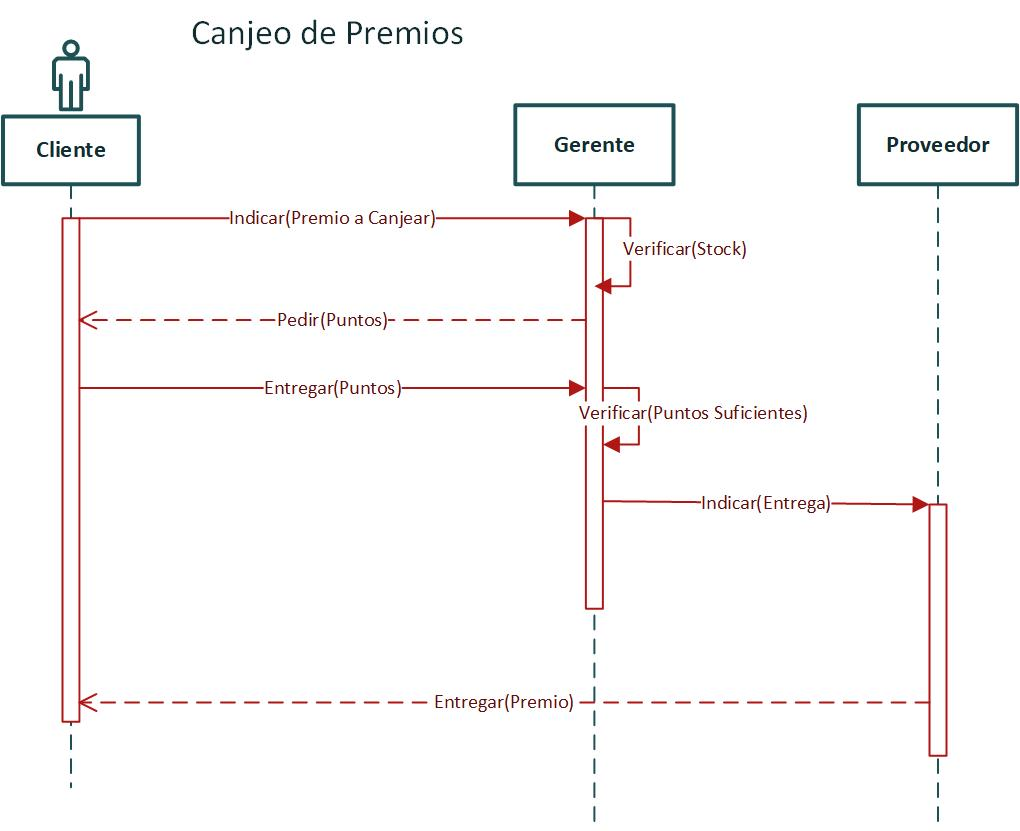 Canjeo de Premios
Cliente
Gerente
Proveedor
Indicar(Premio a Canjear)
Verificar(Stock)
Pedir(Puntos)
Entregar(Puntos)
Verificar(Puntos Suficientes)
Indicar(Entrega)
Entregar(Premio)